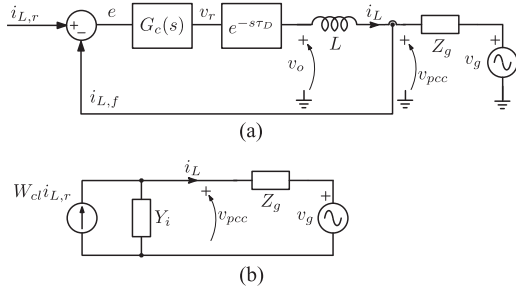 i_{L,r} + − e G_c(s) v_r e^{-sτ_D} L i_L
+ v_o + v_{pcc} Z_g + v_g
i_{L,f}
(a)
W_{cl} i_{L,r} Y_i i_L + v_{pcc} Z_g + v_g
(b)